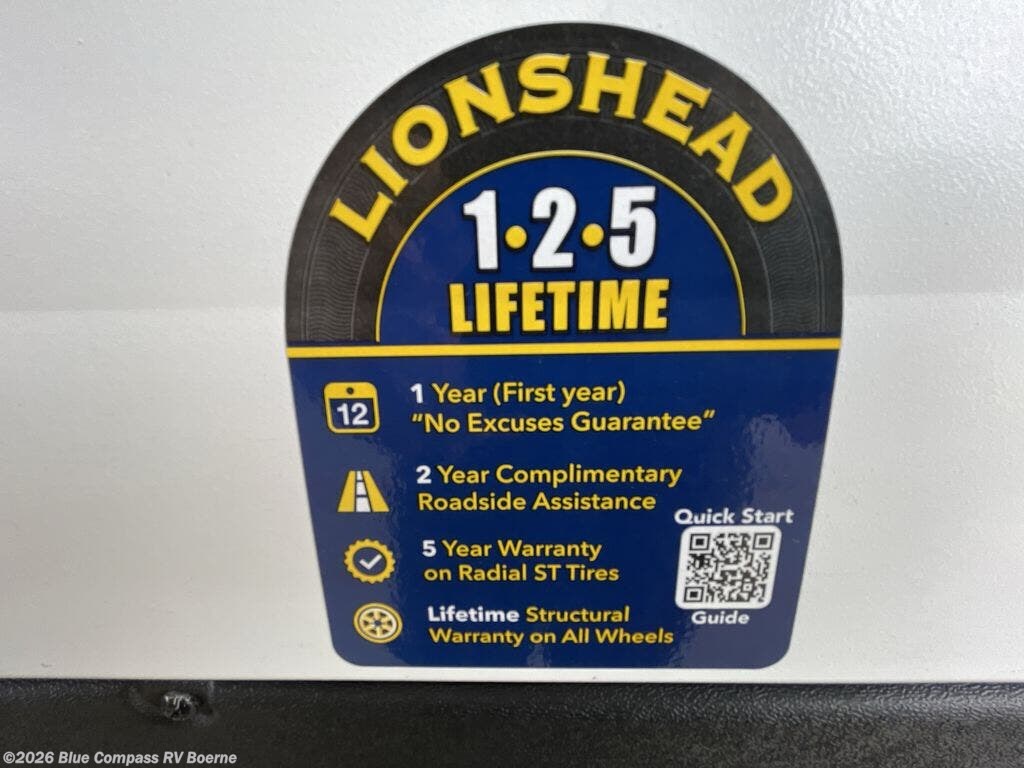 LIONSHEAD
1•2•5
LIFETIME
12
1 Year (First year)
"No Excuses Guarantee"
2 Year Complimentary
Roadside Assistance
5 Year Warranty
on Radial ST Tires
Quick Start
Guide
Lifetime Structural
Warranty on All Wheels
©2026 Blue Compass RV Boerne